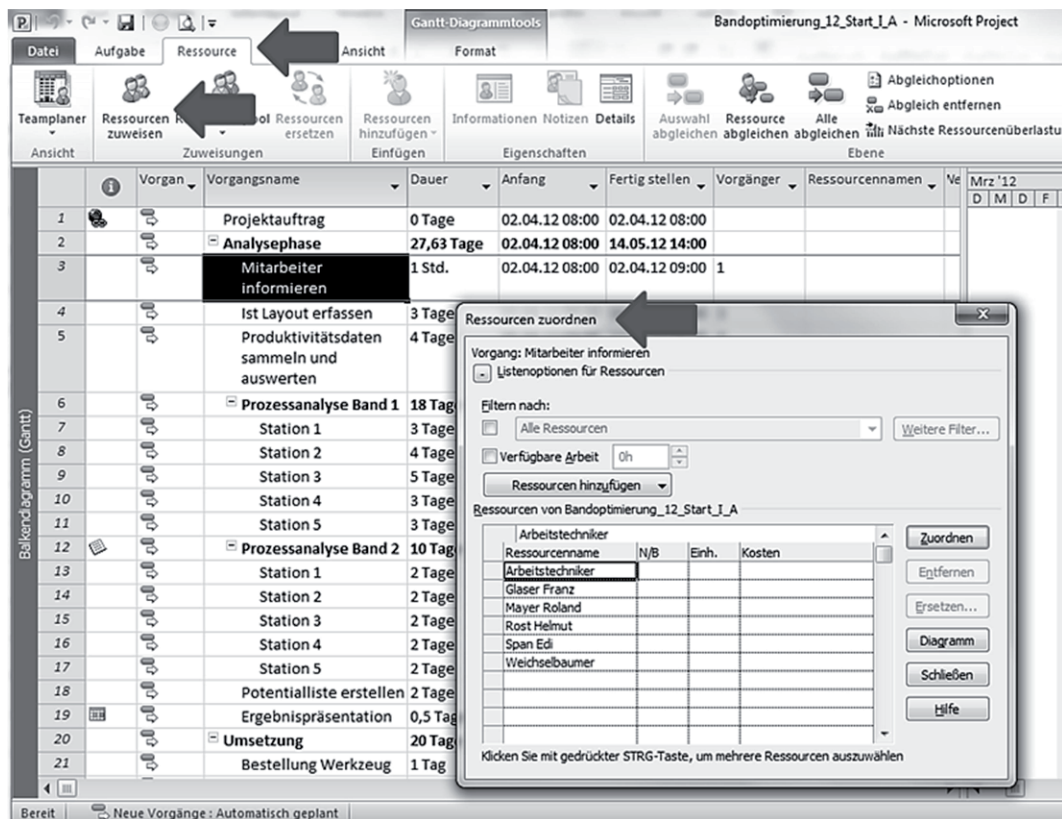 Gantt-Diagrammtools
Bandoptimierung_12_Start_I_A - Microsoft Project
Datei Aufgabe Ressource Ansicht Format
Teamplaner
Ressourcen zuweisen
Ressourcen ersetzen
Ressourcen hinzufügen
Informationen Notizen Details
Auswahl abgleichen
Ressource abgleichen
Alle abgleichen
Abgleichoptionen
Abgleich entfernen
Nächste Ressourcenüberlastu
Ansicht Zuweisungen Einfügen Eigenschaften Ebene
Vorgan Vorgangsname Dauer Anfang Fertig stellen Vorgänger Ressourcennamen Ne Mrz '12
D M D F
1 Projektauftrag 0 Tage 02.04.12 08:00 02.04.12 08:00
2 Analysephase 27,63 Tage 02.04.12 08:00 14.05.12 14:00
3 Mitarbeiter 1 Std. 02.04.12 08:00 02.04.12 09:00 1
informieren
4 Ist Layout erfassen 3 Tage
5 Produktivitätsdaten 4 Tage
sammeln und
auswerten
6 Prozessanalyse Band 1 18 Tag
7 Station 1 3 Tage
8 Station 2 4 Tage
9 Station 3 5 Tage
10 Station 4 3 Tage
11 Station 5 3 Tage
12 Prozessanalyse Band 2 10 Tag
13 Station 1 2 Tage
14 Station 2 2 Tage
15 Station 3 2 Tage
16 Station 4 2 Tage
17 Station 5 2 Tage
18 Potentialliste erstellen 2 Tage
19 Ergebnispräsentation 0,5 Tag
20 Umsetzung 20 Tag
21 Bestellung Werkzeug 1 Tag
Balkendiagramm (Gantt)
Ressourcen zuordnen
Vorgang: Mitarbeiter informieren
Listenoptionen für Ressourcen
Filtern nach:
Alle Ressourcen Weitere Filter...
Verfügbare Arbeit 0h
Ressourcen hinzufügen
Ressourcen von Bandoptimierung_12_Start_I_A
Arbeitstechniker
Ressourcenname N/B Einh. Kosten
Arbeitstechniker
Glaser Franz
Mayer Roland
Rost Helmut
Span Edi
Weichselbaumer
Zuordnen
Entfernen
Ersetzen...
Diagramm
Schließen
Hilfe
Klicken Sie mit gedrückter STRG-Taste, um mehrere Ressourcen auszuwählen
Bereit Neue Vorgänge : Automatisch geplant